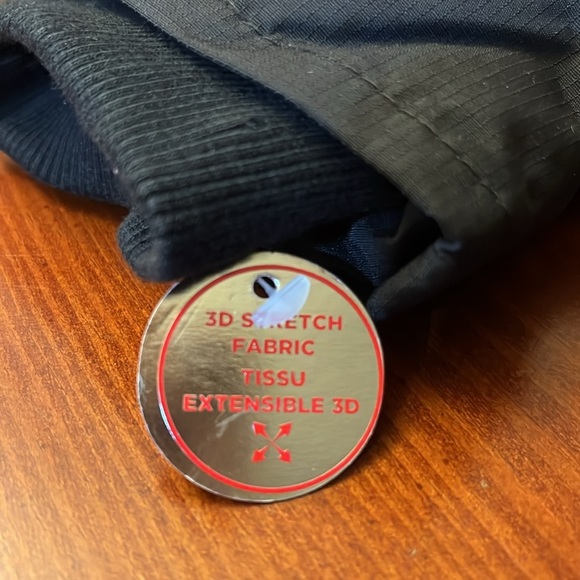 3D STRETCH
FABRIC
TISSU
EXTENSIBLE 3D